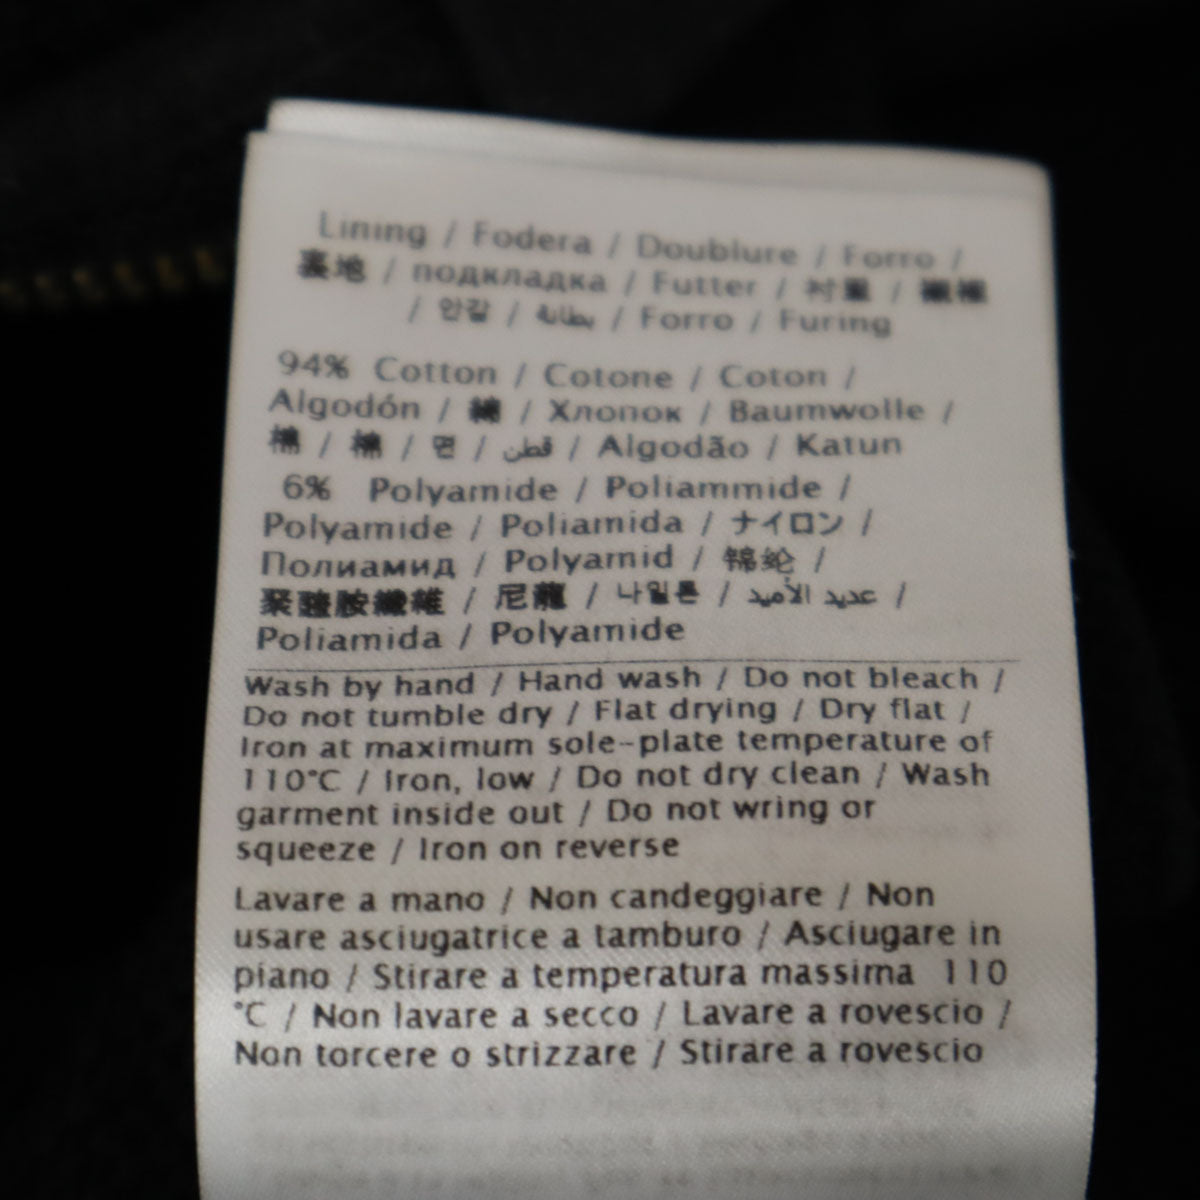 Lining / Fodera / Doublure / Forro /
裏地 / подкладка / Futter / 衬里 / 襯裡
/ 안감 / بطانة / Forro / Furing
94% Cotton / Cotone / Coton /
Algodón / 綿 / Хлопок / Baumwolle /
棉 / 棉 / 면 / قطن / Algodão / Katun
6% Polyamide / Poliammide /
Polyamide / Poliamida / ナイロン /
Полиамид / Polyamid / 锦纶 /
聚醯胺纖維 / 尼龍 / 나일론 / عديد الأميد /
Poliamida / Polyamide
Wash by hand / Hand wash / Do not bleach /
Do not tumble dry / Flat drying / Dry flat /
Iron at maximum sole-plate temperature of
110°C / Iron, low / Do not dry clean / Wash
garment inside out / Do not wring or
squeeze / Iron on reverse
Lavare a mano / Non candeggiare / Non
usare asciugatrice a tamburo / Asciugare in
piano / Stirare a temperatura massima 110
°C / Non lavare a secco / Lavare a rovescio /
Non torcere o strizzare / Stirare a rovescio